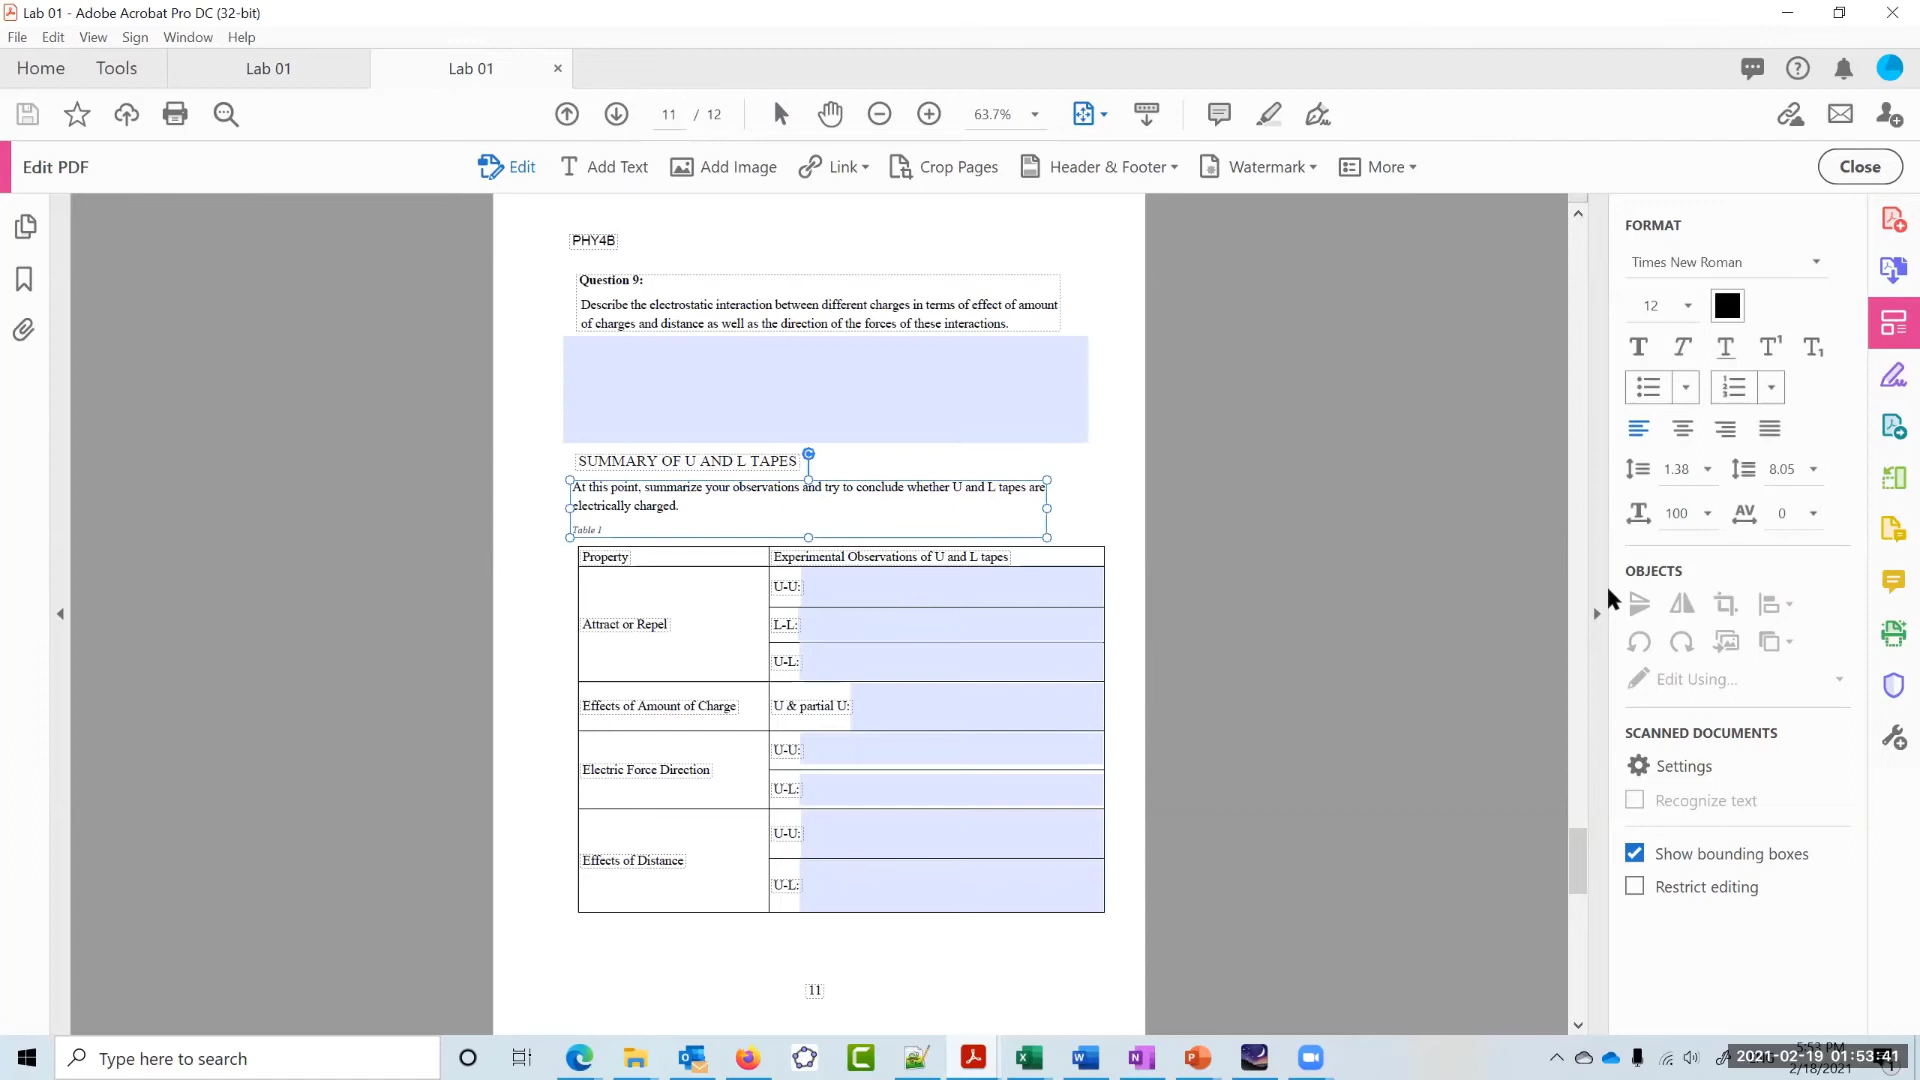 Lab 01 - Adobe Acrobat Pro DC (32-bit)
File Edit View Sign Window Help
Home Tools Lab 01 Lab 01
11 / 12 63.7%
Edit PDF Edit Add Text Add Image Link Crop Pages Header & Footer Watermark More Close
PHY4B
Question 9:
Describe the electrostatic interaction between different charges in terms of effect of amount
of charges and distance as well as the direction of the forces of these interactions.
SUMMARY OF U AND L TAPES
At this point, summarize your observations and try to conclude whether U and L tapes are
electrically charged.
Table 1
Property Experimental Observations of U and L tapes
Attract or Repel
U-U:
L-L:
U-L:
Effects of Amount of Charge U & partial U:
Electric Force Direction
U-U:
U-L:
Effects of Distance
U-U:
U-L:
11
FORMAT
Times New Roman
12
1.38 8.05
100 0
OBJECTS
Edit Using...
SCANNED DOCUMENTS
Settings
Recognize text
Show bounding boxes
Restrict editing
Type here to search
5:53 PM
2021-02-19 01:53:41
2/18/2021